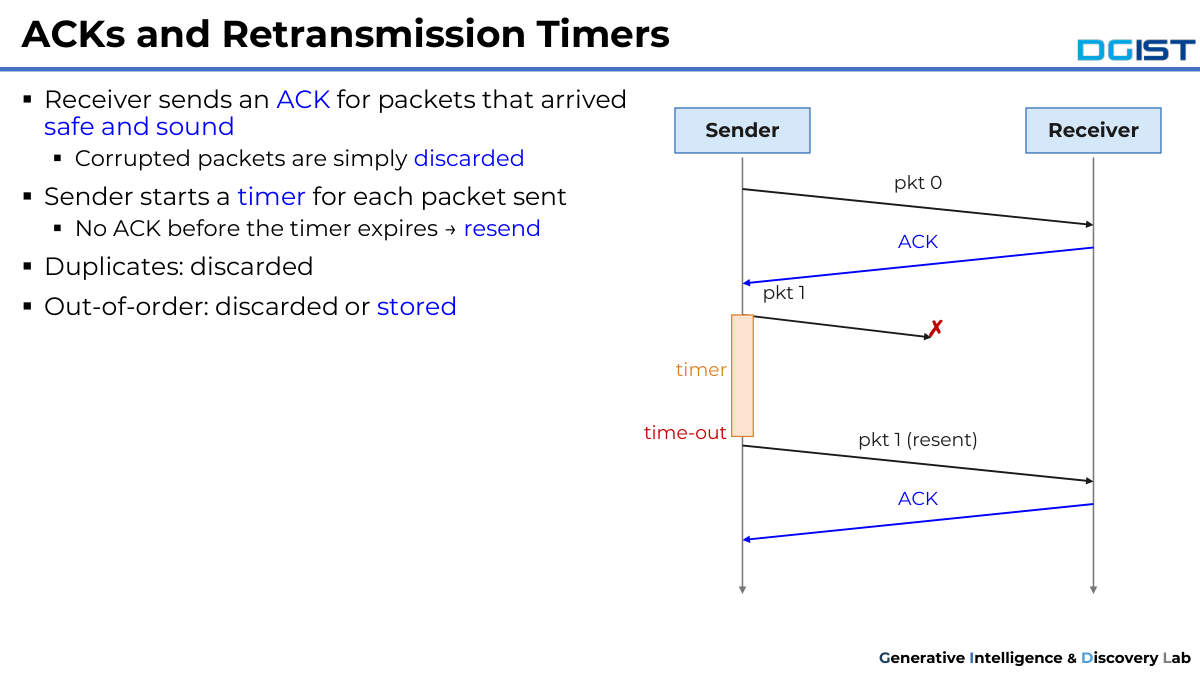 ACKs and Retransmission Timers
DGIST
▪ Receiver sends an ACK for packets that arrived
safe and sound
▪ Corrupted packets are simply discarded
▪ Sender starts a timer for each packet sent
▪ No ACK before the timer expires → resend
▪ Duplicates: discarded
▪ Out-of-order: discarded or stored
Sender
Receiver
pkt 0
ACK
pkt 1
✗
timer
time-out
pkt 1 (resent)
ACK
Generative Intelligence & Discovery Lab